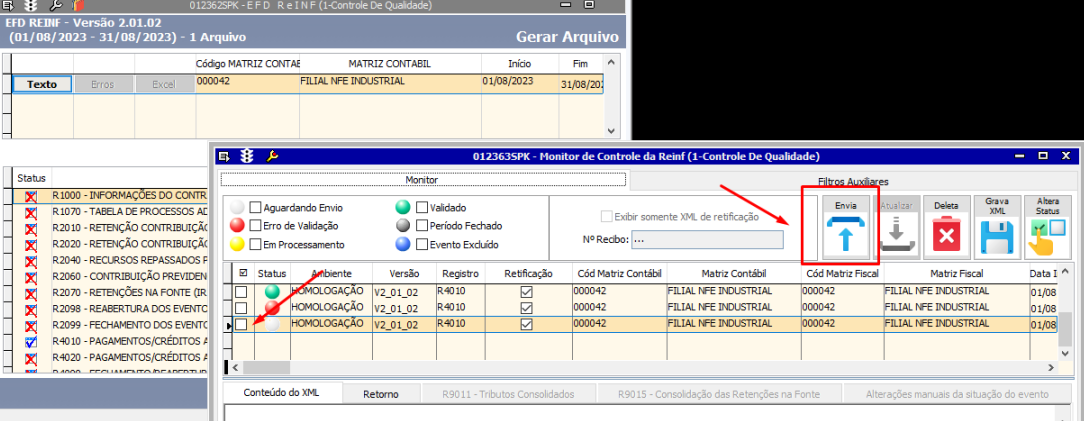 012362SPK - E F D   R e I N F (1-Controle De Qualidade)
EFD REINF - Versão 2.01.02
(01/08/2023 - 31/08/2023) - 1 Arquivo
Gerar Arquivo
Código MATRIZ CONTAE MATRIZ CONTABIL Início Fim
Texto Erros Excel 000042 FILIAL NFE INDUSTRIAL 01/08/2023 31/08/202
Status
R1000 - INFORMAÇÕES DO CONTR
R1070 - TABELA DE PROCESSOS AD
R2010 - RETENÇÃO CONTRIBUIÇÃO
R2020 - RETENÇÃO CONTRIBUIÇÃO
R2040 - RECURSOS REPASSADOS P
R2060 - CONTRIBUIÇÃO PREVIDEN
R2070 - RETENÇÕES NA FONTE (IR
R2098 - REABERTURA DOS EVENTO
R2099 - FECHAMENTO DOS EVENTO
R4010 - PAGAMENTOS/CRÉDITOS A
R4020 - PAGAMENTOS/CRÉDITOS A
012363SPK - Monitor de Controle da Reinf (1-Controle De Qualidade)
Monitor Filtros Auxiliares
Aguardando Envio Validado
Erro de Validação Período Fechado
Em Processamento Evento Excluído
Exibir somente XML de retificação
Nº Recibo: ...
Envia Atualizar Deleta Grava XML Altera Status
Status Ambiente Versão Registro Retificação Cód Matriz Contábil Matriz Contábil Cód Matriz Fiscal Matriz Fiscal Data I
HOMOLOGAÇÃO V2_01_02 R4010 000042 FILIAL NFE INDUSTRIAL 000042 FILIAL NFE INDUSTRIAL 01/08
HOMOLOGAÇÃO V2_01_02 R4010 000042 FILIAL NFE INDUSTRIAL 000042 FILIAL NFE INDUSTRIAL 01/08
HOMOLOGAÇÃO V2_01_02 R4010 000042 FILIAL NFE INDUSTRIAL 000042 FILIAL NFE INDUSTRIAL 01/08
Conteúdo do XML Retorno R9011 - Tributos Consolidados R9015 - Consolidação das Retenções na Fonte Alterações manuais da situação do evento